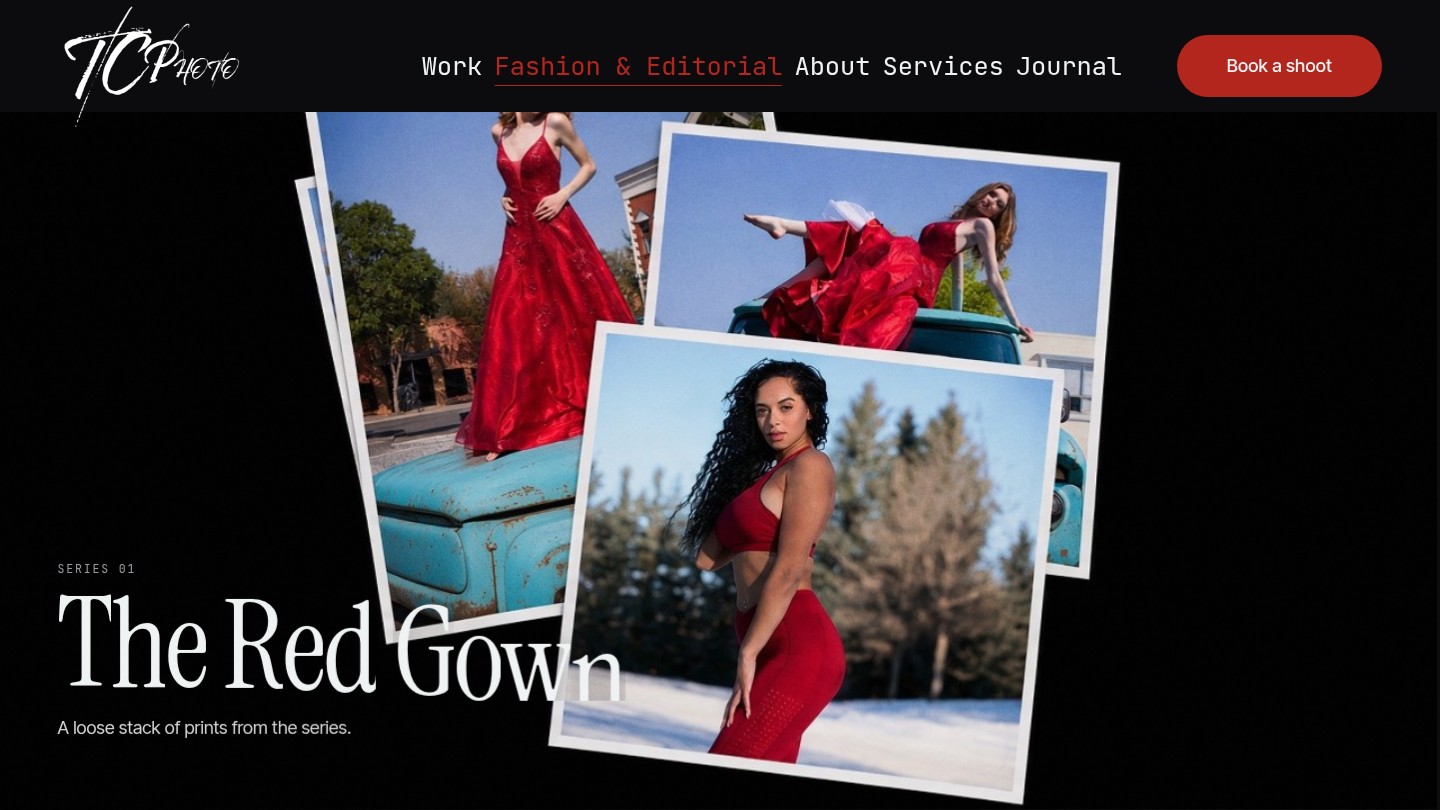 TCPHOTO
Work Fashion & Editorial About Services Journal
Book a shoot
SERIES 01
The Red Gown
A loose stack of prints from the series.